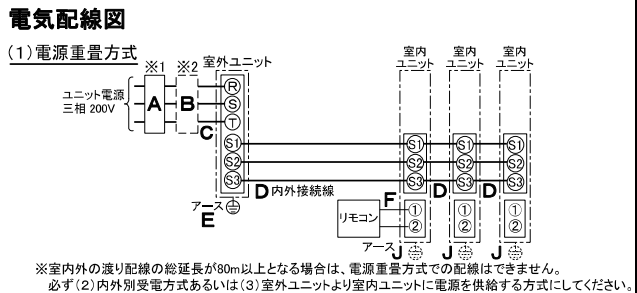 電気配線図
(1)電源重畳方式
※1 ※2 室外ユニット 室内ユニット 室内ユニット 室内ユニット
ユニット電源
三相 200V
A B C
R
S
T
S1 S1 S1 S1
S2 S2 S2 S2
S3 S3 S3 S3
D 内外接続線 D D
アース
E
F
リモコン
① ① ①
② ② ②
アース J J J
※室内外の渡り配線の総延長が80m以上となる場合は、電源重畳方式での配線はできません。
必ず(2)内外別受電方式あるいは(3)室外ユニットより室内ユニットに電源を供給する方式にしてください。